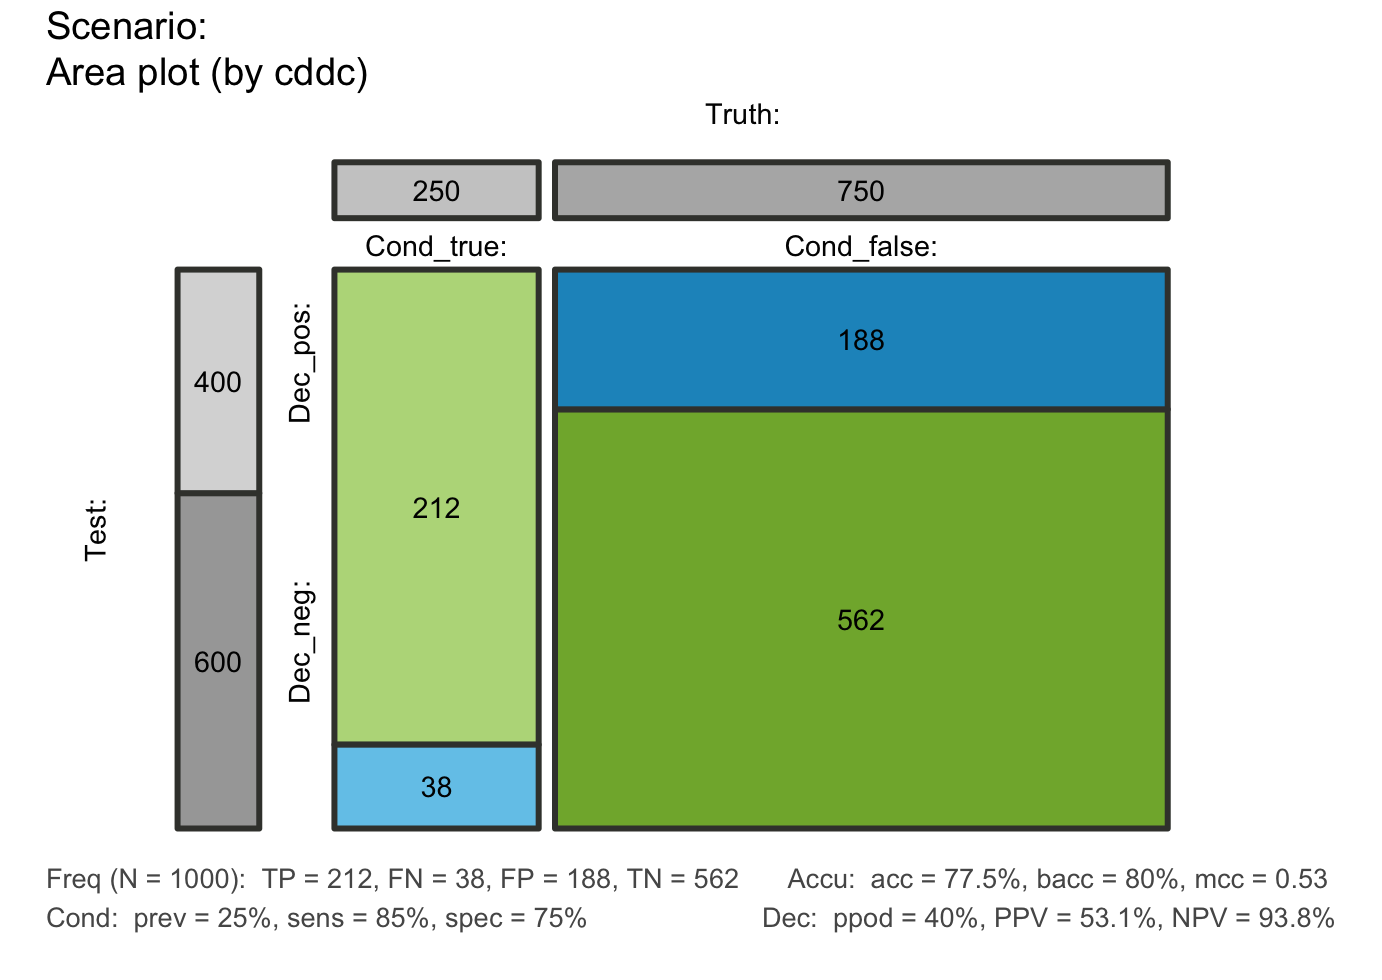 Scenario:
Area plot (by cddc)
Truth:
250
750
Cond_true:
Cond_false:
Test:
400
600
Dec_pos:
Dec_neg:
212
38
188
562
Freq (N = 1000):  TP = 212, FN = 38, FP = 188, TN = 562
Accu:  acc = 77.5%, bacc = 80%, mcc = 0.53
Cond:  prev = 25%, sens = 85%, spec = 75%
Dec:  ppod = 40%, PPV = 53.1%, NPV = 93.8%